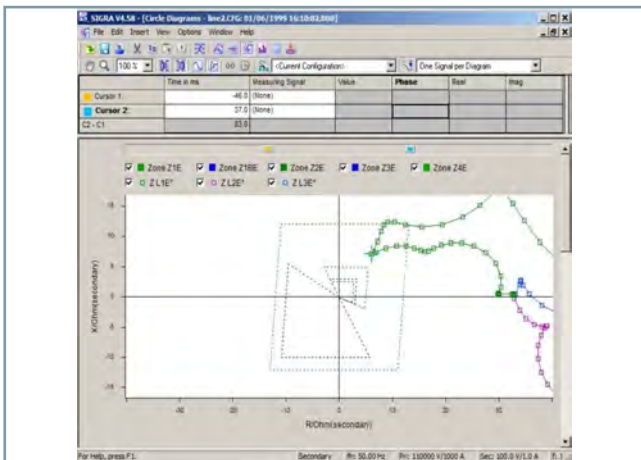 SIGRA V4.58 - [Circle Diagrams - line2.CFG: 01/06/1999 16:10:02,000]
File Edit Insert View Options Window Help
100 % <Current Configuration> One Signal per Diagram
Time in ms Measuring Signal Value Phase Real Imag.
Cursor 1: -46.0 (None)
Cursor 2: 37.0 (None)
C2 - C1 83.0
Zone Z1E Zone Z1BE Zone Z2E Zone Z3E Zone Z4E
Z L1E* Z L2E* Z L3E*
X/Ohm(secondary)
R/Ohm(secondary)
For Help, press F1. Secondary 50.00 Hz 110000 V/1000 A Sec: 100.0 V/1.0 A